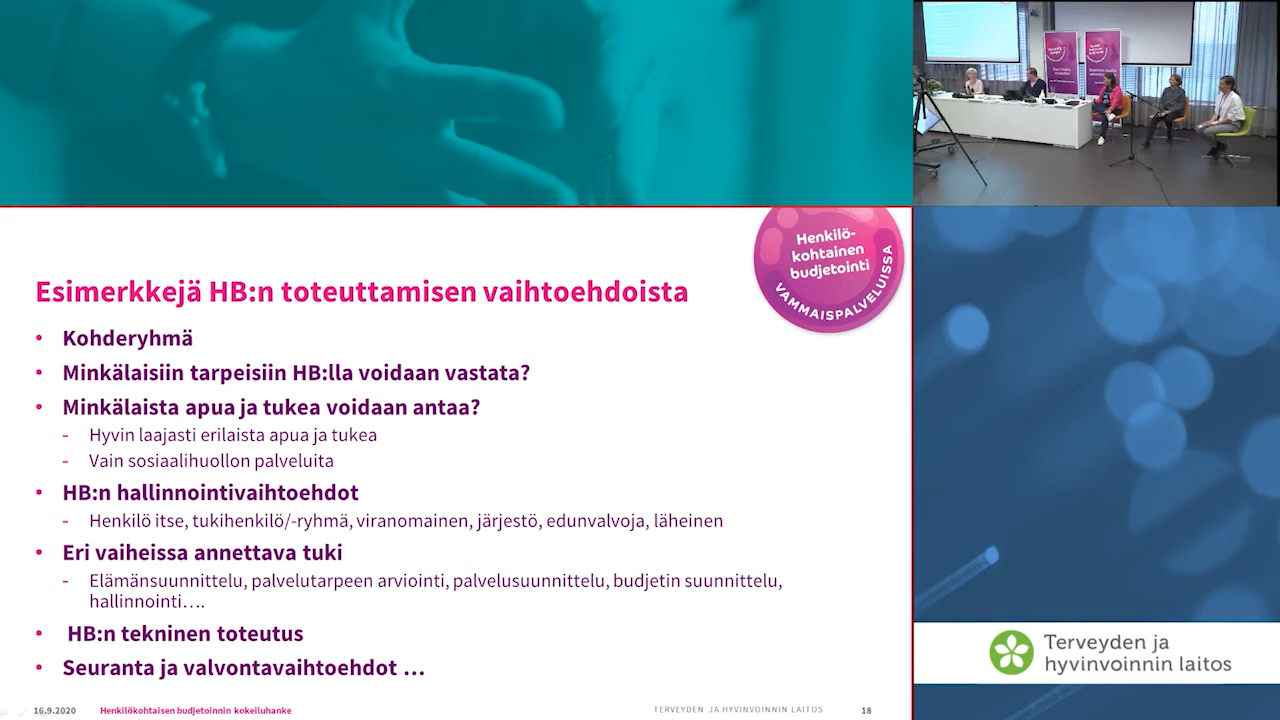 Henkilö-
kohtainen
budjetointi
VAMMAISPALVELUISSA
Esimerkkejä HB:n toteuttamisen vaihtoehdoista
• Kohderyhmä
• Minkälaisiin tarpeisiin HB:lla voidaan vastata?
• Minkälaista apua ja tukea voidaan antaa?
- Hyvin laajasti erilaista apua ja tukea
- Vain sosiaalihuollon palveluita
• HB:n hallinnointivaihtoehdot
- Henkilö itse, tukihenkilö/-ryhmä, viranomainen, järjestö, edunvalvoja, läheinen
• Eri vaiheissa annettava tuki
- Elämänsuunnittelu, palvelutarpeen arviointi, palvelusuunnittelu, budjetin suunnittelu,
hallinnointi….
• HB:n tekninen toteutus
• Seuranta ja valvontavaihtoehdot …
16.9.2020 Henkilökohtaisen budjetoinnin kokeiluhanke TERVEYDEN JA HYVINVOINNIN LAITOS 18
Terveyden ja
hyvinvoinnin laitos